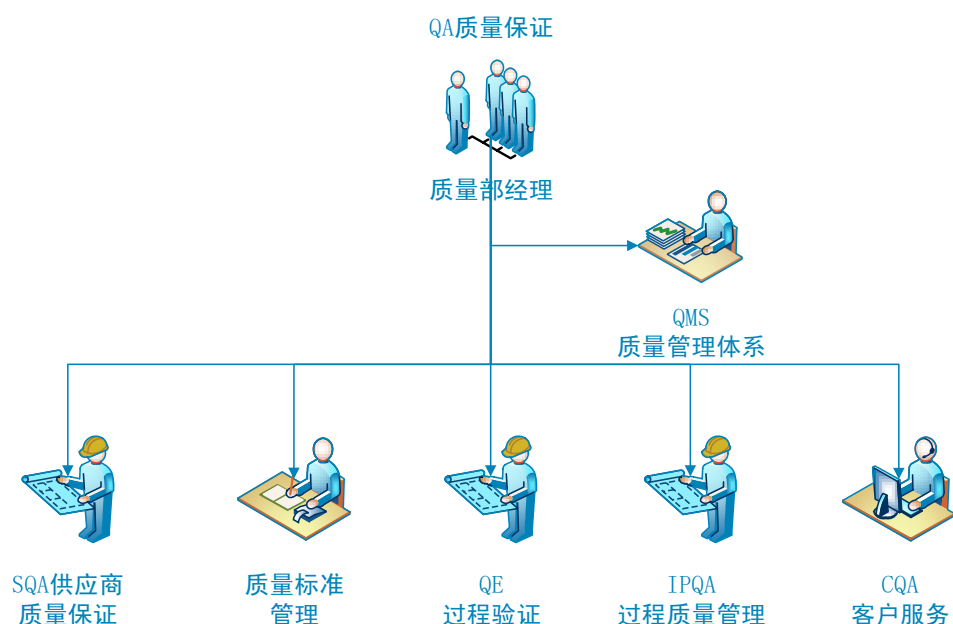 QA质量保证
质量部经理
QMS
质量管理体系
SQA供应商
质量保证
质量标准
管理
QE
过程验证
IPQA
过程质量管理
CQA
客户服务